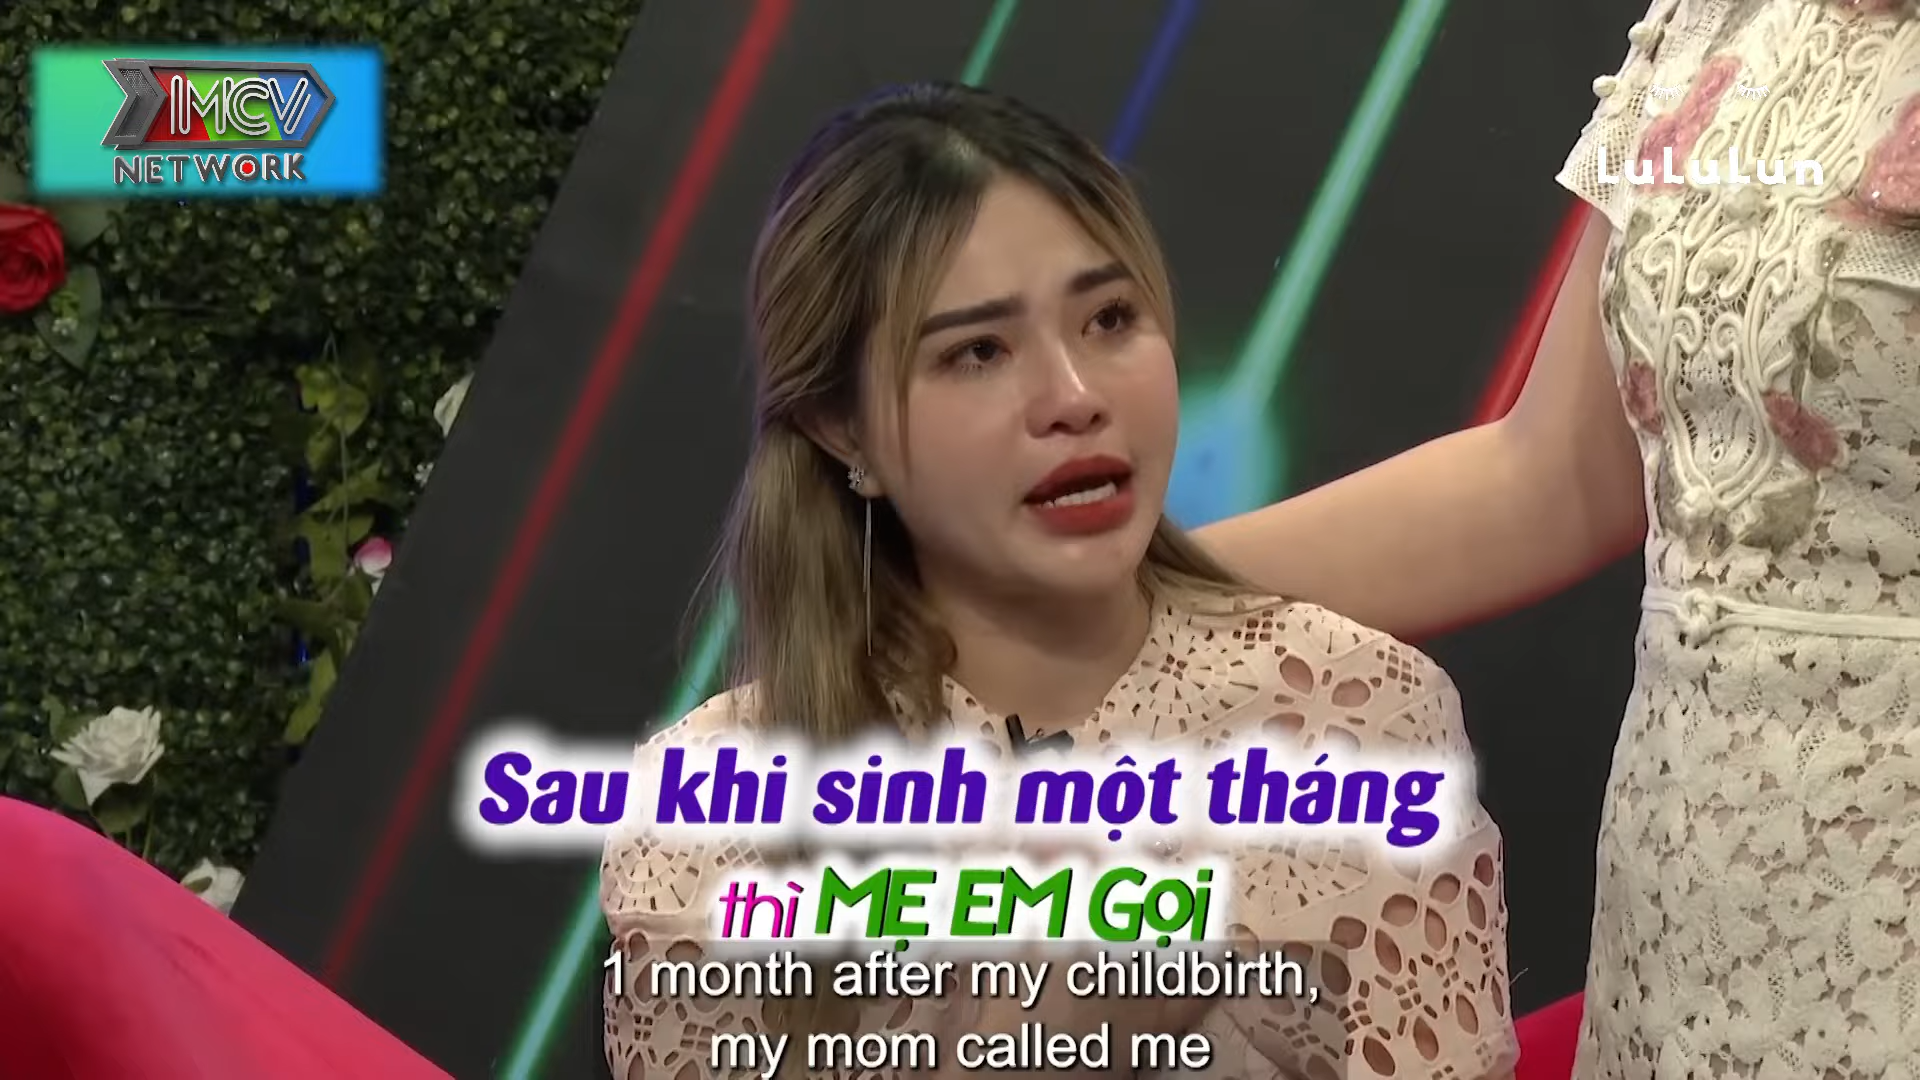 MCV
NETWORK
LuLuLun
Sau khi sinh một tháng
thì MẸ EM GỌI
1 month after my childbirth,
my mom called me